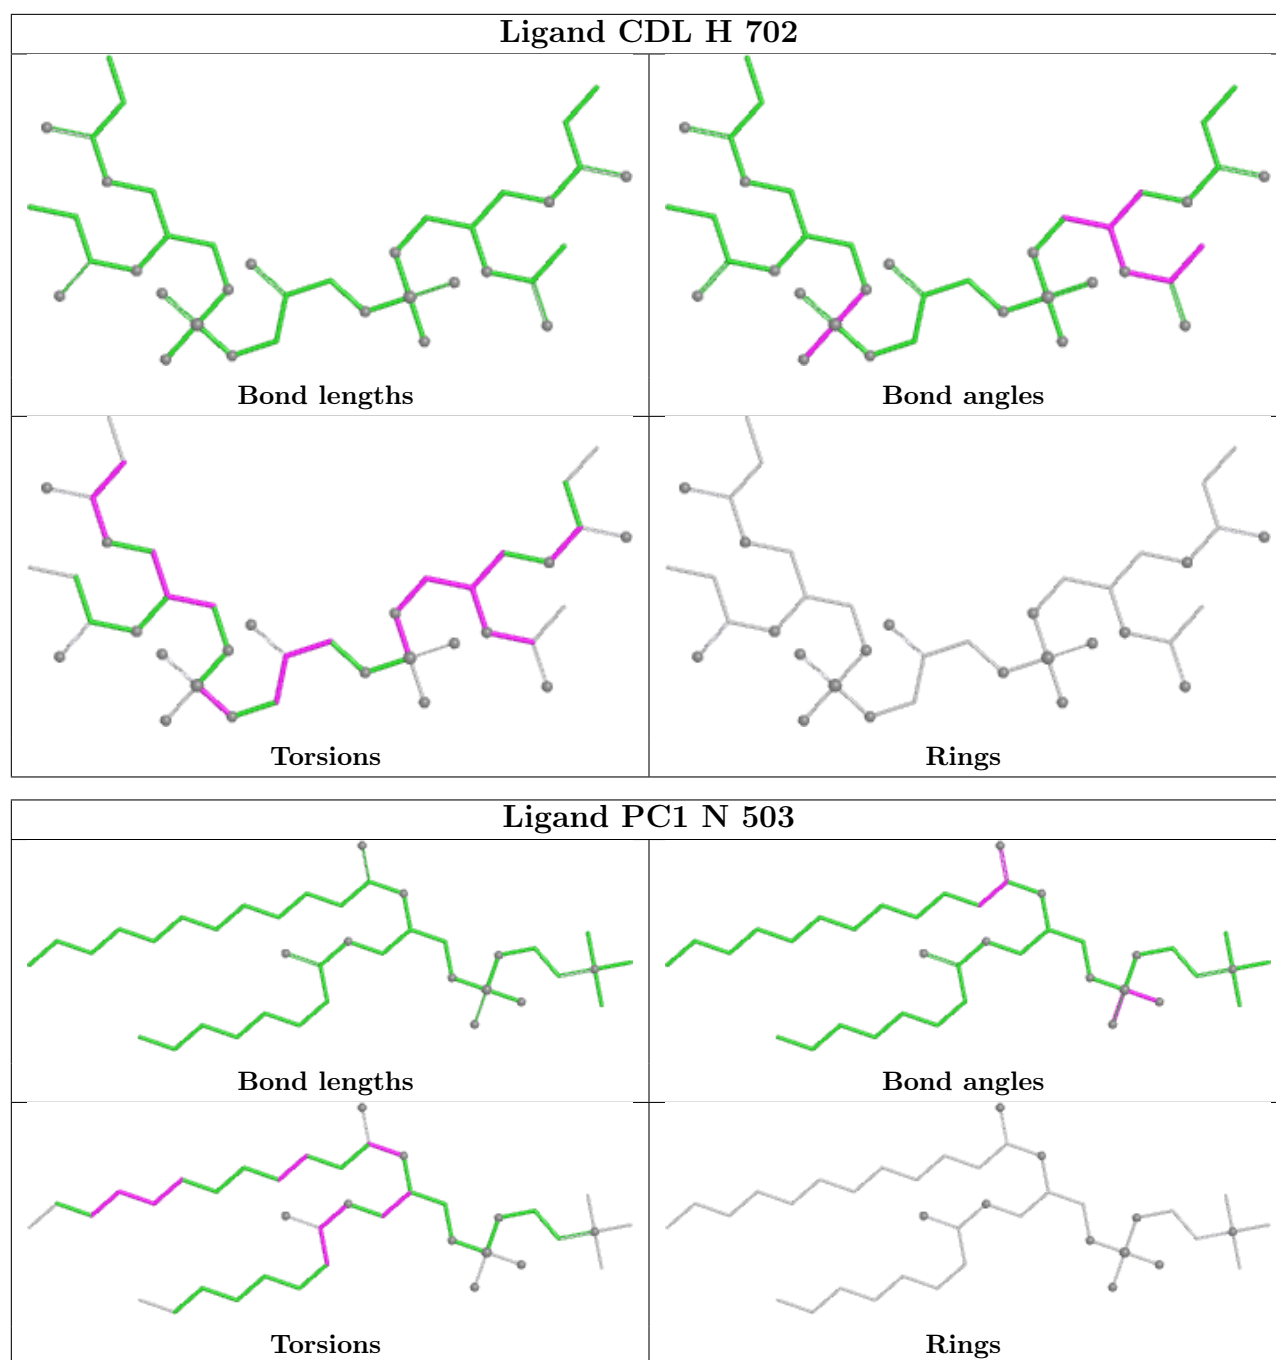 Ligand CDL H 702
Bond lengths
Bond angles
Torsions
Rings
Ligand PC1 N 503
Bond lengths
Bond angles
Torsions
Rings